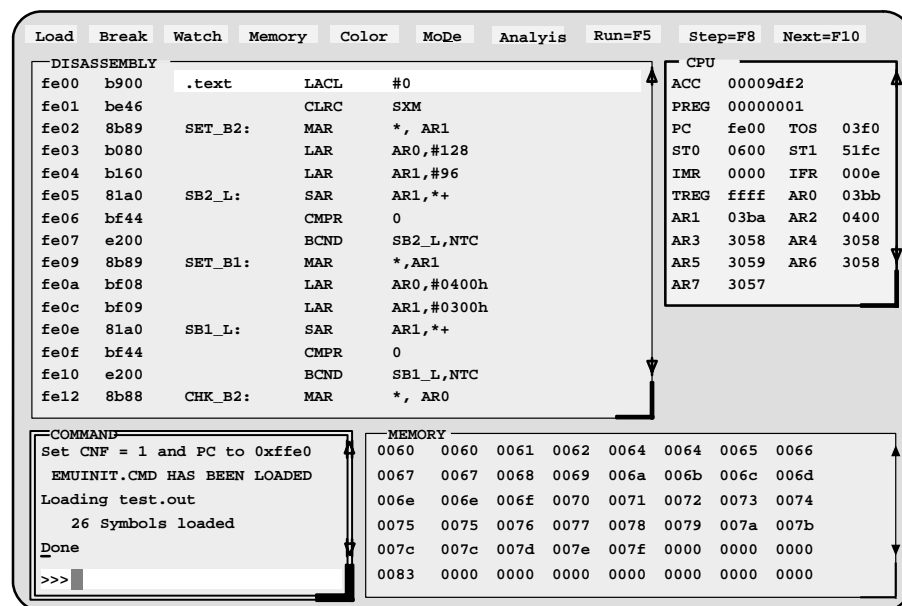 Load Break Watch Memory Color MoDe Analyis Run=F5 Step=F8 Next=F10
DISASSEMBLY
fe00 b900 .text LACL #0
fe01 be46 CLRC SXM
fe02 8b89 SET_B2: MAR *, AR1
fe03 b080 LAR AR0,#128
fe04 b160 LAR AR1,#96
fe05 81a0 SB2_L: SAR AR1,*+
fe06 bf44 CMPR 0
fe07 e200 BCND SB2_L,NTC
fe09 8b89 SET_B1: MAR *,AR1
fe0a bf08 LAR AR0,#0400h
fe0c bf09 LAR AR1,#0300h
fe0e 81a0 SB1_L: SAR AR1,*+
fe0f bf44 CMPR 0
fe10 e200 BCND SB1_L,NTC
fe12 8b88 CHK_B2: MAR *, AR0
CPU
ACC 00009df2
PREG 00000001
PC fe00 TOS 03f0
ST0 0600 ST1 51fc
IMR 0000 IFR 000e
TREG ffff AR0 03bb
AR1 03ba AR2 0400
AR3 3058 AR4 3058
AR5 3059 AR6 3058
AR7 3057
COMMAND
Set CNF = 1 and PC to 0xffe0
EMUINIT.CMD HAS BEEN LOADED
Loading test.out
26 Symbols loaded
Done
>>>
MEMORY
0060 0060 0061 0062 0064 0064 0065 0066
0067 0067 0068 0069 006a 006b 006c 006d
006e 006e 006f 0070 0071 0072 0073 0074
0075 0075 0076 0077 0078 0079 007a 007b
007c 007c 007d 007e 007f 0000 0000 0000
0083 0000 0000 0000 0000 0000 0000 0000